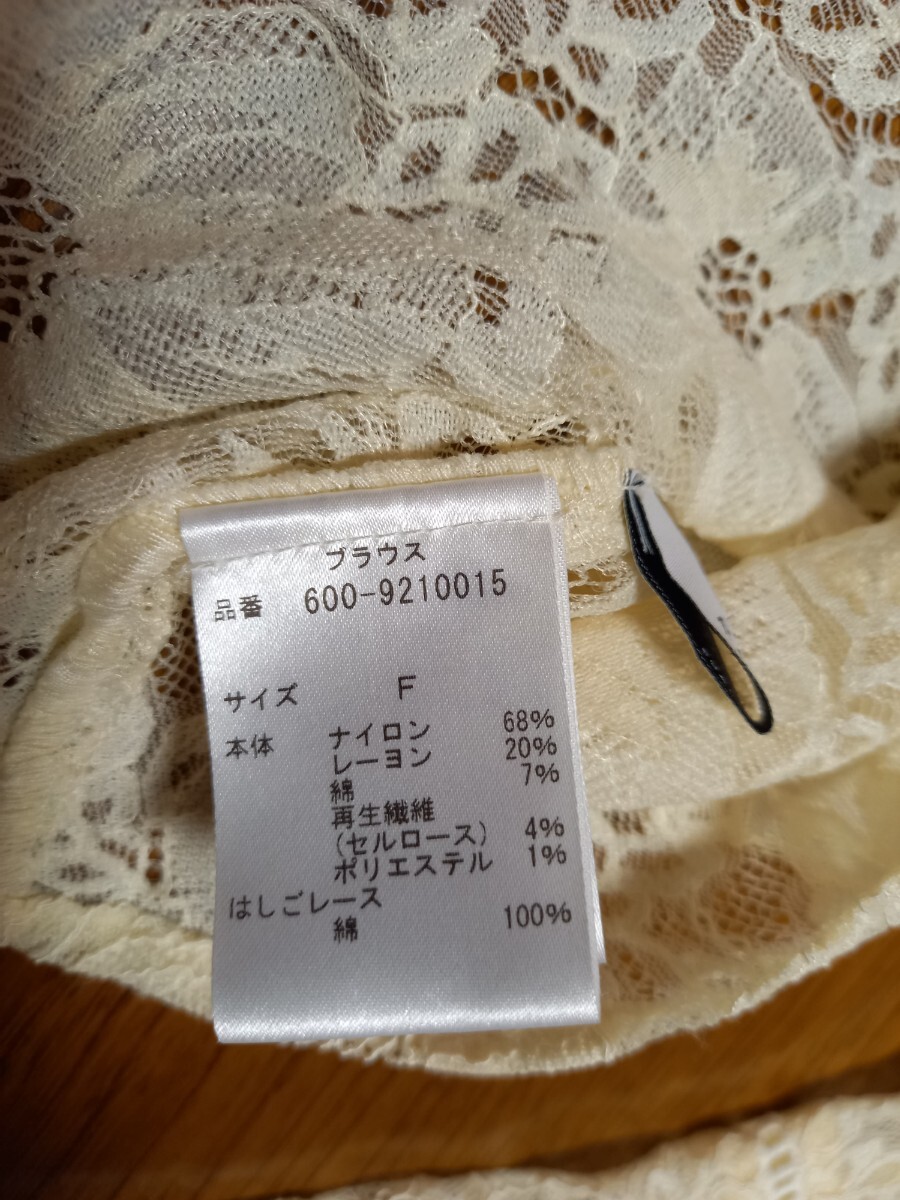 ブラウス
品番 600-9210015
サイズ F
本体 ナイロン 68%
レーヨン 20%
綿 7%
再生繊維
(セルロース) 4%
ポリエステル 1%
はしごレース
綿 100%